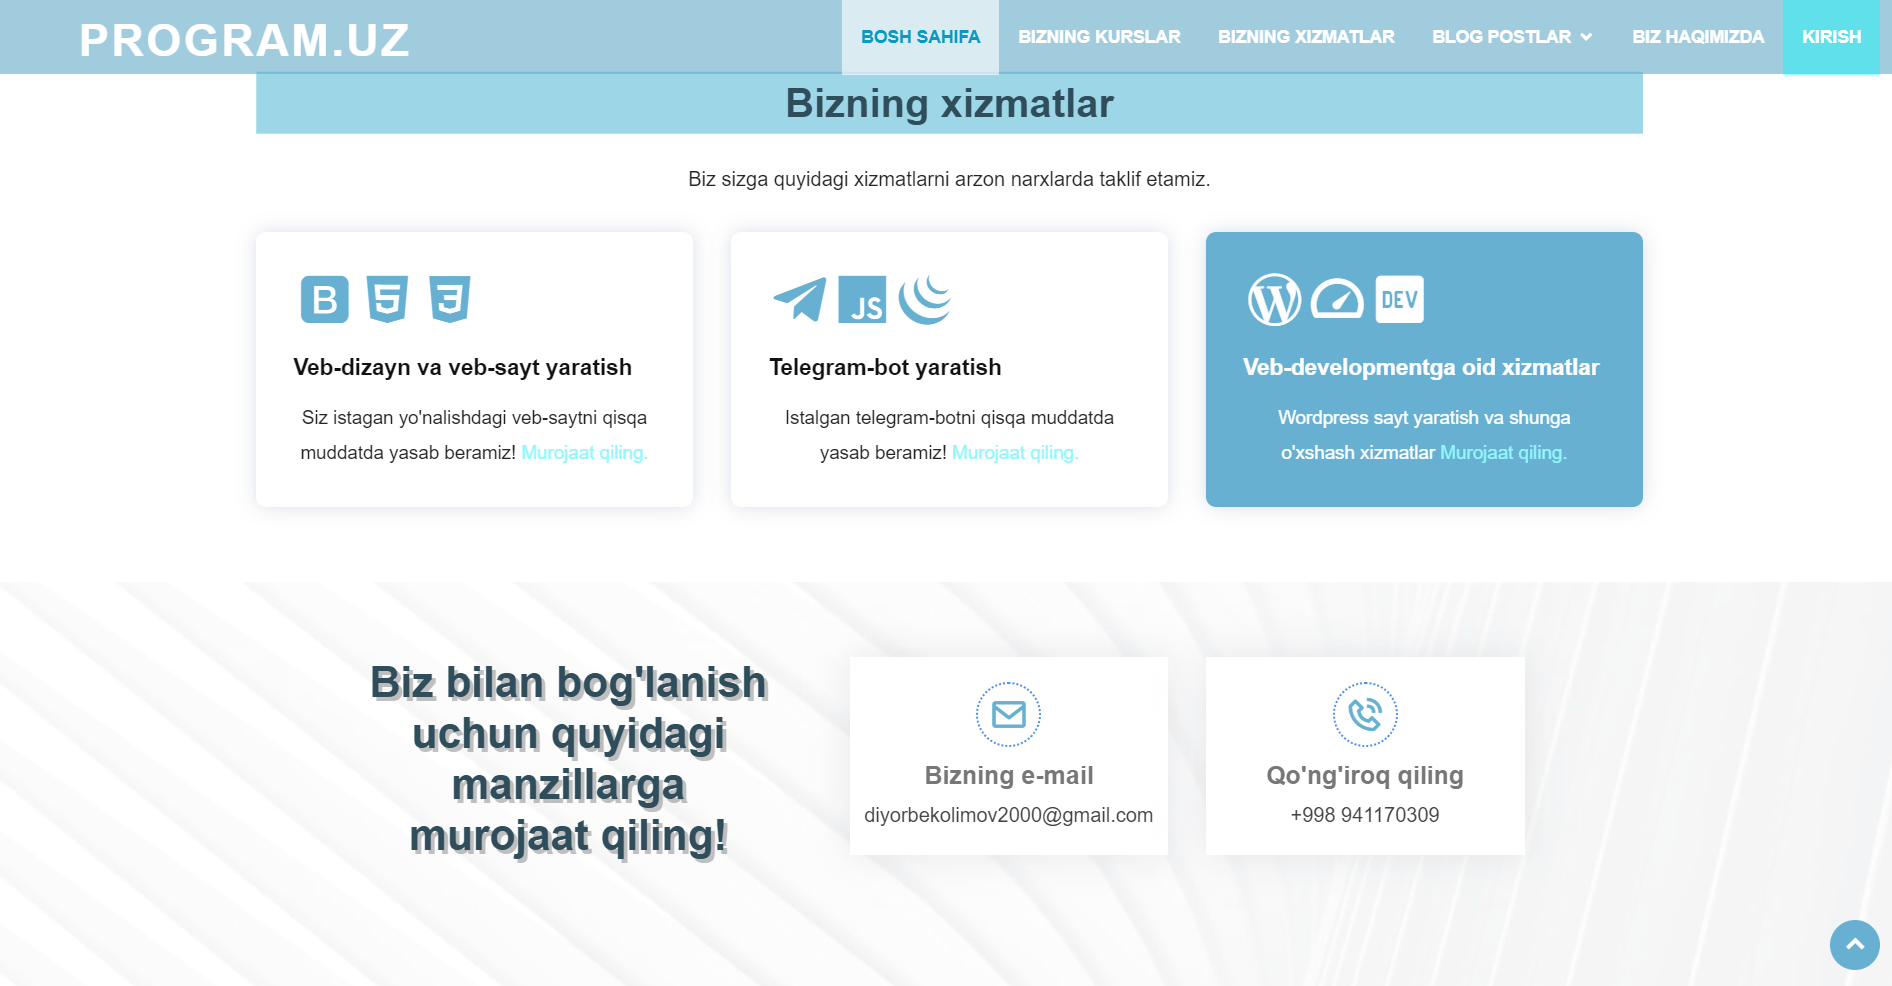 PROGRAM.UZ
BOSH SAHIFA
BIZNING KURSLAR
BIZNING XIZMATLAR
BLOG POSTLAR
BIZ HAQIMIZDA
KIRISH
Bizning xizmatlar
Biz sizga quyidagi xizmatlarni arzon narxlarda taklif etamiz.
B 5 3
Veb-dizayn va veb-sayt yaratish
Siz istagan yo'nalishdagi veb-saytni qisqa
muddatda yasab beramiz! Murojaat qiling.
JS
Telegram-bot yaratish
Istalgan telegram-botni qisqa muddatda
yasab beramiz! Murojaat qiling.
W DEV
Veb-developmentga oid xizmatlar
Wordpress sayt yaratish va shunga
o'xshash xizmatlar Murojaat qiling.
Biz bilan bog'lanish
uchun quyidagi
manzillarga
murojaat qiling!
Bizning e-mail
diyorbekolimov2000@gmail.com
Qo'ng'iroq qiling
+998 941170309